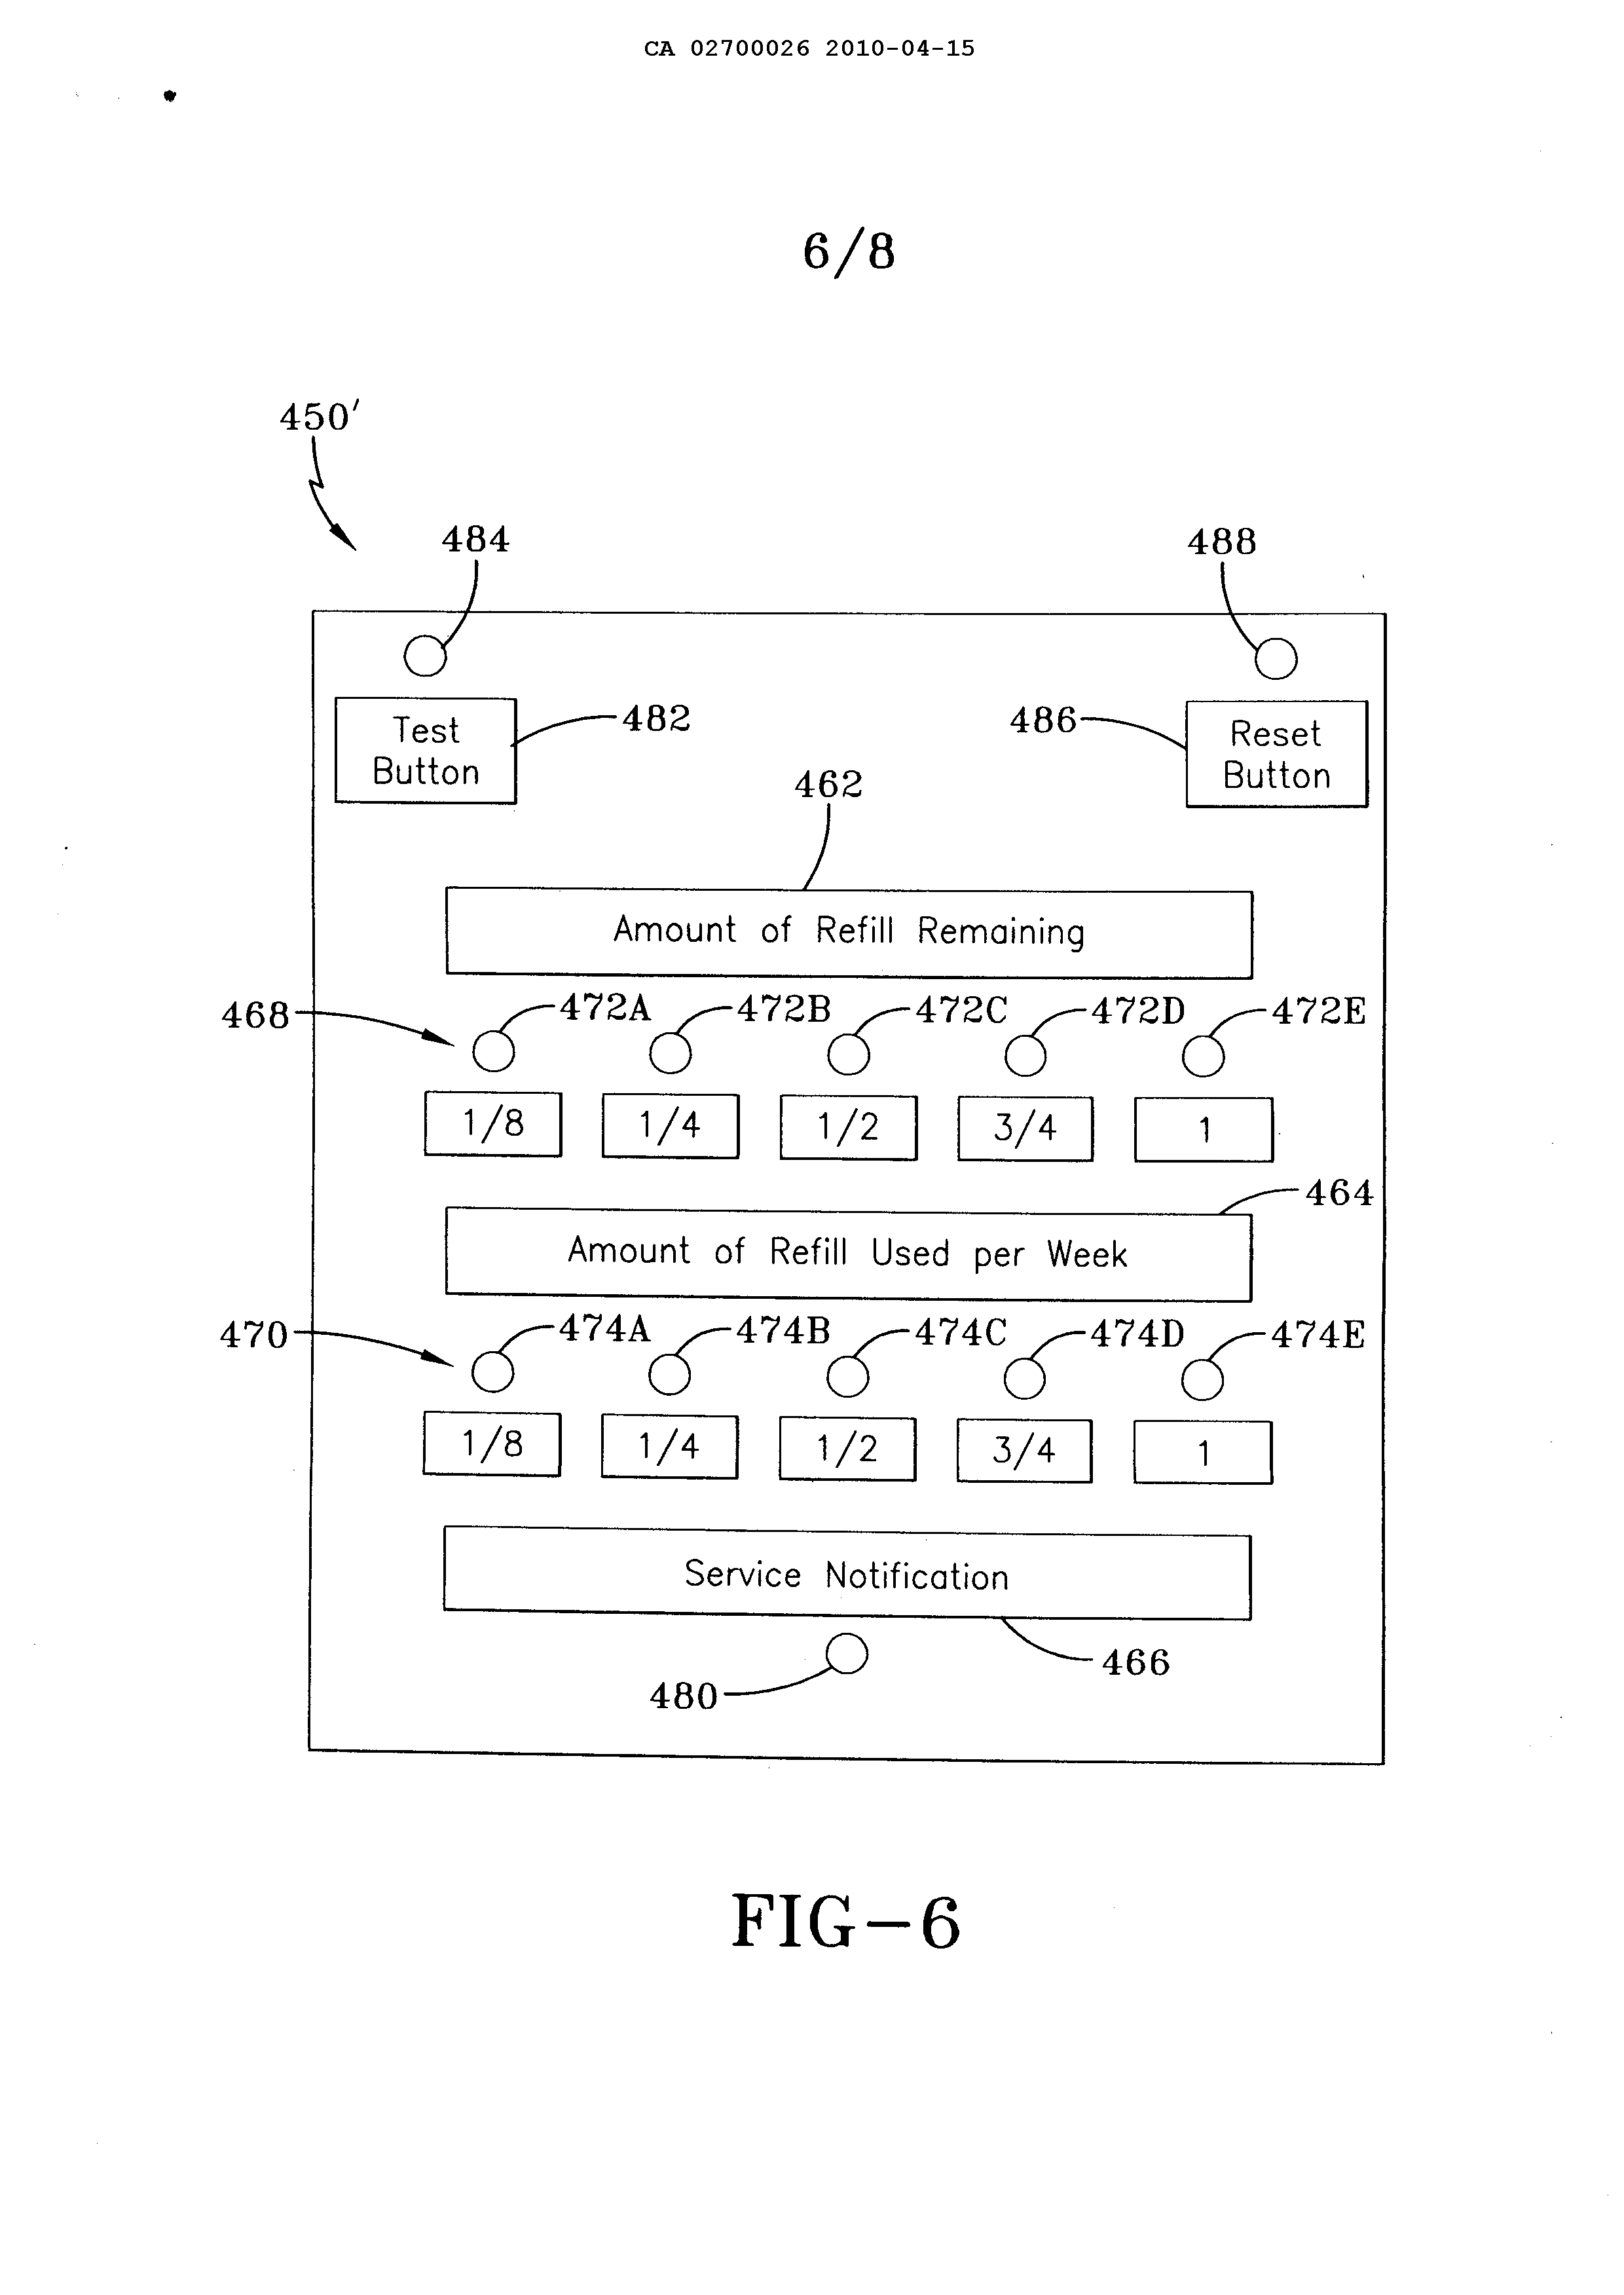 CA 02700026 2010-04-15
6/8
450'
484
488
Test
Button
482
486
Reset
Button
462
Amount of Refill Remaining
468
472A
472B
472C
472D
472E
1/8
1/4
1/2
3/4
1
464
Amount of Refill Used per Week
470
474A
474B
474C
474D
474E
1/8
1/4
1/2
3/4
1
Service Notification
466
480
FIG-6